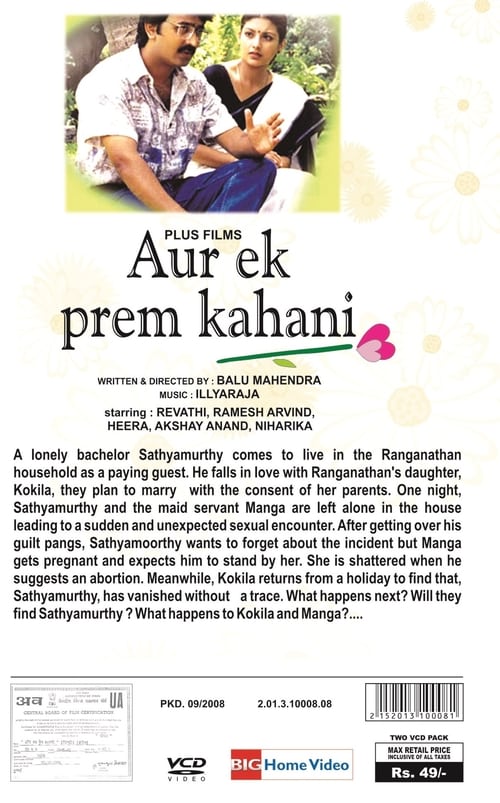 PLUS FILMS
Aur ek
prem kahani
WRITTEN & DIRECTED BY : BALU MAHENDRA
MUSIC : ILLYARAJA
starring : REVATHI, RAMESH ARVIND,
HEERA, AKSHAY ANAND, NIHARIKA
A lonely bachelor Sathyamurthy comes to live in the Ranganathan
household as a paying guest. He falls in love with Ranganathan's daughter,
Kokila, they plan to marry with the consent of her parents. One night,
Sathyamurthy and the maid servant Manga are left alone in the house
leading to a sudden and unexpected sexual encounter. After getting over his
guilt pangs, Sathyamoorthy wants to forget about the incident but Manga
gets pregnant and expects him to stand by her. She is shattered when he
suggests an abortion. Meanwhile, Kokila returns from a holiday to find that,
Sathyamurthy, has vanished without a trace. What happens next? Will they
find Sathyamurthy ? What happens to Kokila and Manga?....
अव UA
CENTRAL BOARD OF FILM CERTIFICATION
PKD. 09/2008
2.01.3.10008.08
2 152013 100081
VCD
VIDEO
BIG Home Video
TWO VCD PACK
MAX RETAIL PRICE
INCLUSIVE OF ALL TAXES
Rs. 49/-